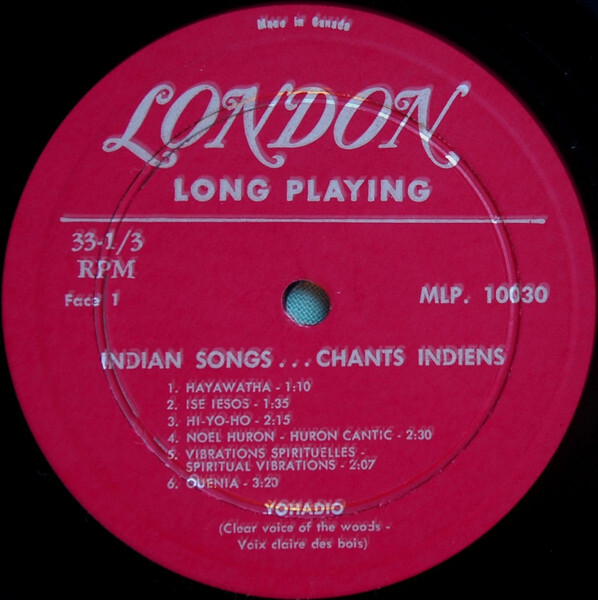 Made in Canada
LONDON
LONG PLAYING
33-1/3
RPM
Face 1
MLP. 10030
INDIAN SONGS... CHANTS INDIENS
1. HAYAWATHA - 1:10
2. ISE IESOS - 1:35
3. HI-YO-HO - 2:15
4. NOEL HURON - HURON CANTIC - 2:30
5. VIBRATIONS SPIRITUELLES -
SPIRITUAL VIBRATIONS - 2:07
6. OUENIA - 3:20
YOHADIO
(Clear voice of the woods -
Voix claire des bois)